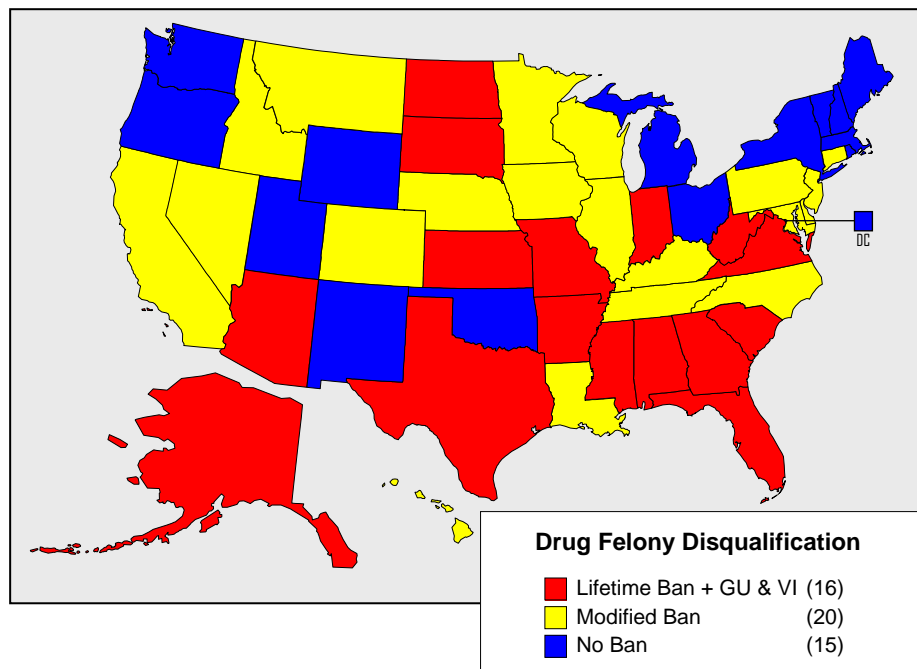 DC
Drug Felony Disqualification
Lifetime Ban + GU & VI (16)
Modified Ban (20)
No Ban (15)